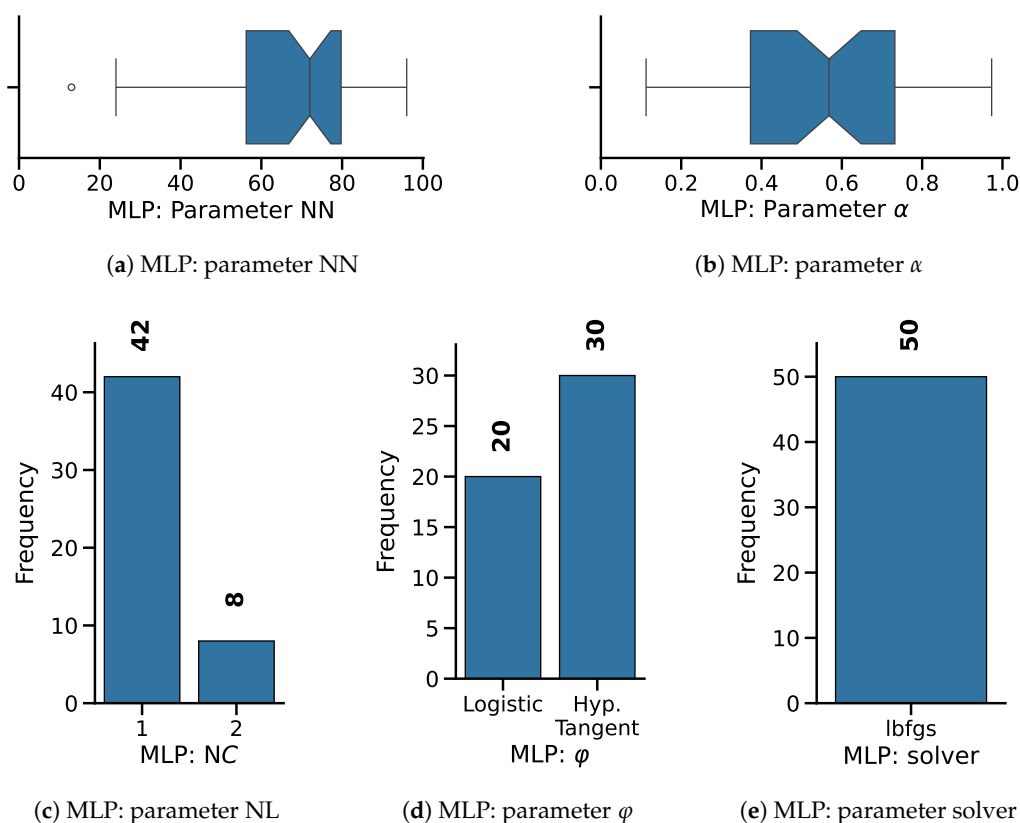 0 20 40 60 80 100
MLP: Parameter NN
(a) MLP: parameter NN
0.0 0.2 0.4 0.6 0.8 1.0
MLP: Parameter α
(b) MLP: parameter α
42
8
40
30
20
10
0
Frequency
1 2
MLP: NC
(c) MLP: parameter NL
30
20
30
25
20
15
10
5
0
Frequency
Logistic Hyp.
Tangent
MLP: φ
(d) MLP: parameter φ
50
50
40
30
20
10
0
Frequency
lbfgs
MLP: solver
(e) MLP: parameter solver